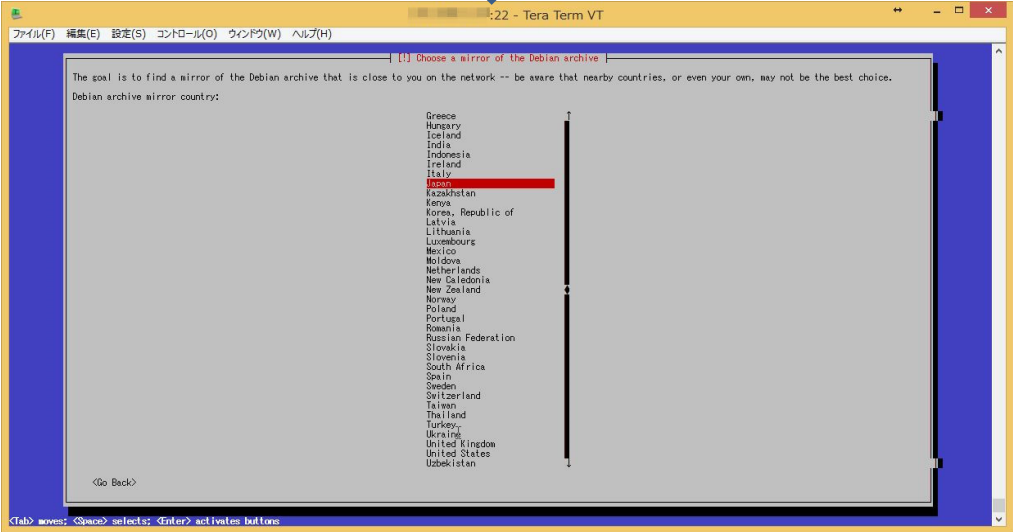 :22 - Tera Term VT
ファイル(F) 編集(E) 設定(S) コントロール(O) ウィンドウ(W) ヘルプ(H)
[!] Choose a mirror of the Debian archive
The goal is to find a mirror of the Debian archive that is close to you on the network -- be aware that nearby countries, or even your own, may not be the best choice.
Debian archive mirror country:
Greece
Hungary
Iceland
India
Indonesia
Ireland
Italy
Japan
Kazakhstan
Kenya
Korea, Republic of
Latvia
Lithuania
Luxembourg
Mexico
Moldova
Netherlands
New Caledonia
New Zealand
Norway
Poland
Portugal
Romania
Russian Federation
Slovakia
Slovenia
South Africa
Spain
Sweden
Switzerland
Taiwan
Thailand
Turkey
Ukraine
United Kingdom
United States
Uzbekistan
<Go Back>
<Tab> moves; <Space> selects; <Enter> activates buttons